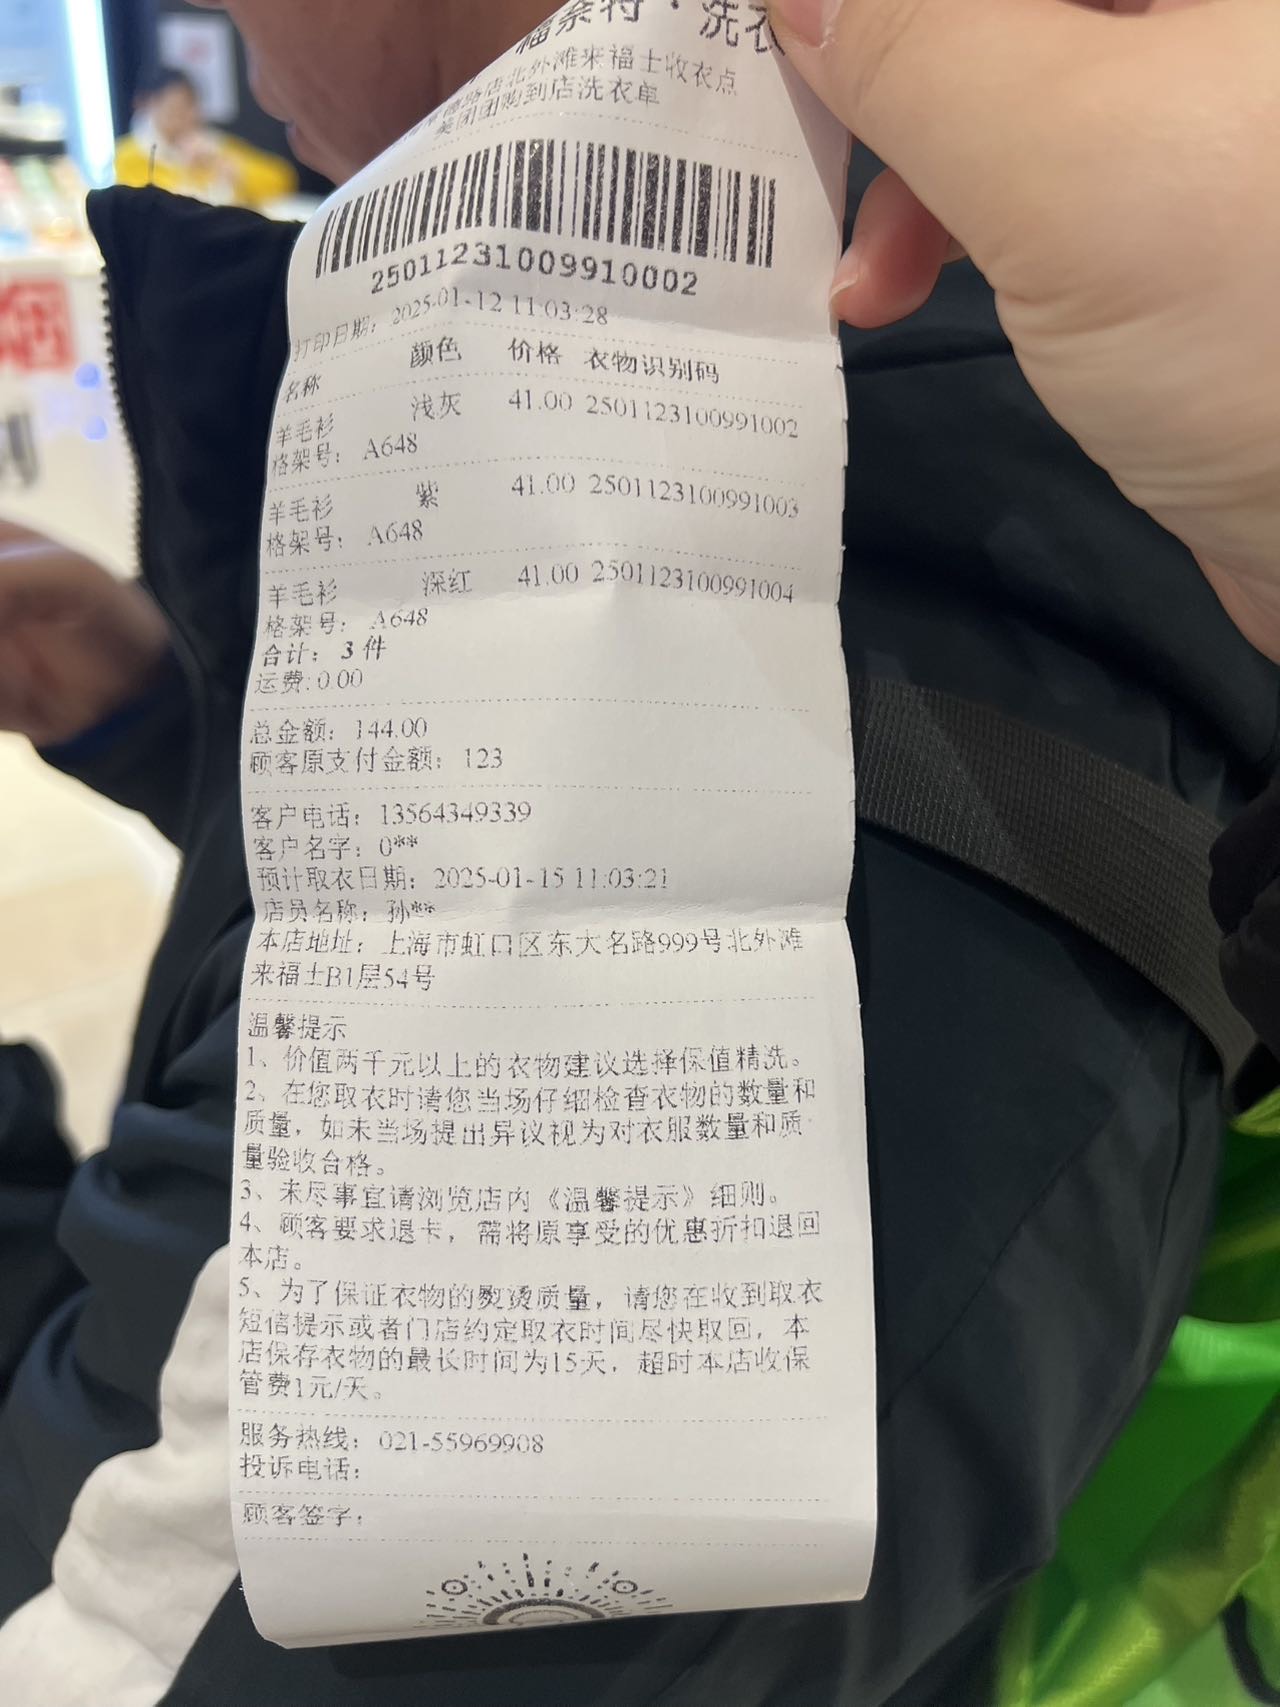 福奈特·洗衣
店北外滩来福士收衣点
美团团购到店洗衣单
25011231009910002
打印日期：2025-01-12 11:03:28
名称 颜色 价格 衣物识别码
羊毛衫 浅灰 41.00 2501123100991002
格架号： A648
羊毛衫 紫 41.00 2501123100991003
格架号： A648
羊毛衫 深红 41.00 2501123100991004
格架号： A648
合计：3 件
运费:0.00
总金额：144.00
顾客原支付金额：123
客户电话：13564349339
客户名字：0**
预计取衣日期：2025-01-15 11:03:21
店员名称：孙**
本店地址：上海市虹口区东大名路999号北外滩
来福士B1层54号
温馨提示
1、价值两千元以上的衣物建议选择保值精洗。
2、在您取衣时请您当场仔细检查衣物的数量和
质量，如未当场提出异议视为对衣服数量和质
量验收合格。
3、未尽事宜请浏览店内《温馨提示》细则。
4、顾客要求退卡，需将原享受的优惠折扣退回
本店。
5、为了保证衣物的熨烫质量，请您在收到取衣
短信提示或者门店约定取衣时间尽快取回，本
店保存衣物的最长时间为15天，超时本店收保
管费1元/天。
服务热线：021-55969908
投诉电话：
顾客签字：